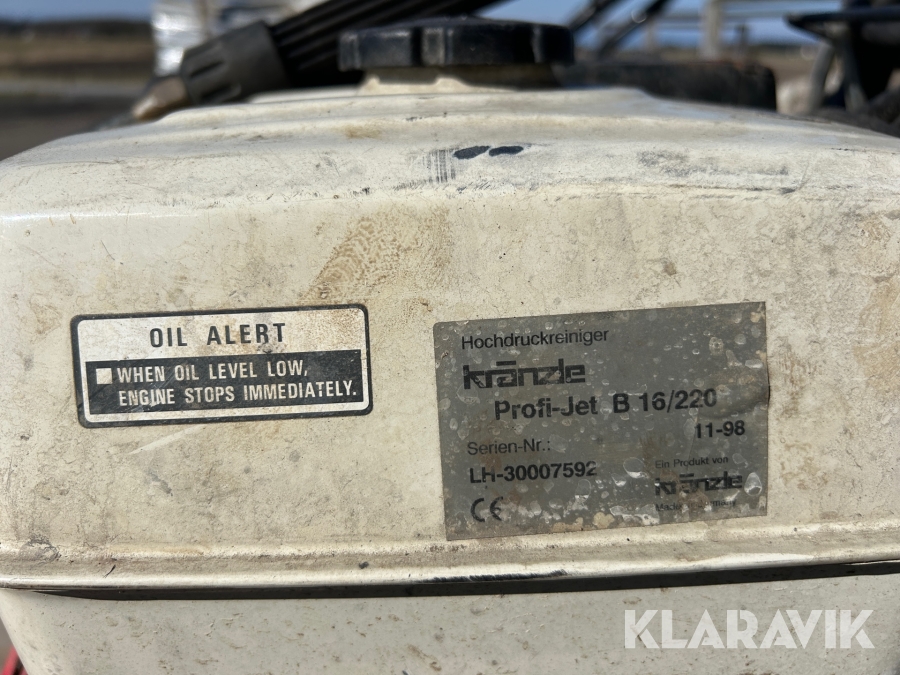 OIL ALERT
WHEN OIL LEVEL LOW,
ENGINE STOPS IMMEDIATELY.
Hochdruckreiniger
Kränzle
Profi-Jet B 16/220
11-98
Serien-Nr.:
LH-30007592
Ein Produkt von
Kränzle
CE
KLARAVIK